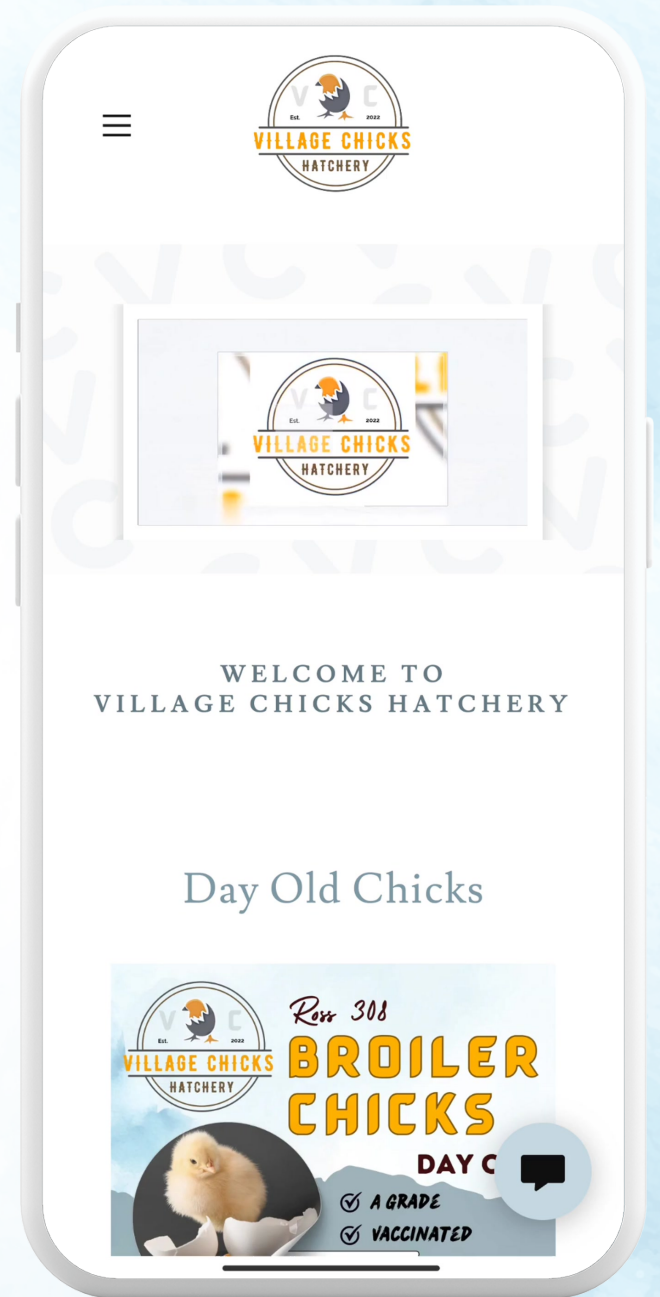 V C
Est. 2022
VILLAGE CHICKS
HATCHERY
V C
Est. 2022
VILLAGE CHICKS
HATCHERY
WELCOME TO
VILLAGE CHICKS HATCHERY
Day Old Chicks
V C
Est. 2022
VILLAGE CHICKS
HATCHERY
Ross 308
BROILER
CHICKS
DAY
A GRADE
VACCINATED